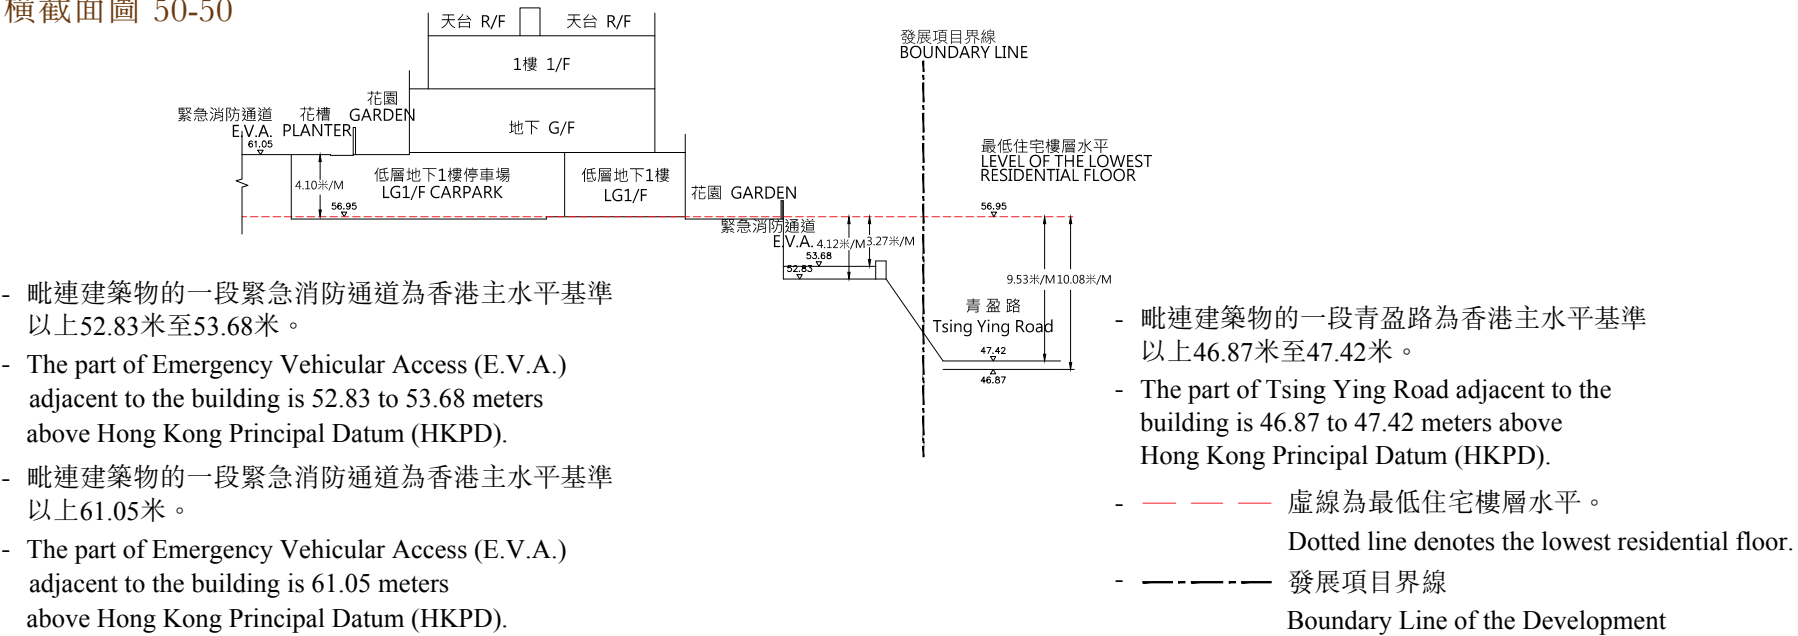 橫截面圖 50-50
天台 R/F
天台 R/F
1樓 1/F
地下 G/F
花園
GARDEN
花槽
PLANTER
緊急消防通道
E.V.A.
61.05
4.10米/M
低層地下1樓停車場
LG1/F CARPARK
低層地下1樓
LG1/F
56.95
花園 GARDEN
緊急消防通道
E.V.A.
4.12米/M
3.27米/M
53.68
52.83
發展項目界線
BOUNDARY LINE
最低住宅樓層水平
LEVEL OF THE LOWEST
RESIDENTIAL FLOOR
56.95
9.53米/M
10.08米/M
青盈路
Tsing Ying Road
47.42
46.87
- 毗連建築物的一段緊急消防通道為香港主水平基準
以上52.83米至53.68米。
- The part of Emergency Vehicular Access (E.V.A.)
adjacent to the building is 52.83 to 53.68 meters
above Hong Kong Principal Datum (HKPD).
- 毗連建築物的一段緊急消防通道為香港主水平基準
以上61.05米。
- The part of Emergency Vehicular Access (E.V.A.)
adjacent to the building is 61.05 meters
above Hong Kong Principal Datum (HKPD).
- 毗連建築物的一段青盈路為香港主水平基準
以上46.87米至47.42米。
- The part of Tsing Ying Road adjacent to the
building is 46.87 to 47.42 meters above
Hong Kong Principal Datum (HKPD).
- 虛線為最低住宅樓層水平。
Dotted line denotes the lowest residential floor.
- 發展項目界線
Boundary Line of the Development